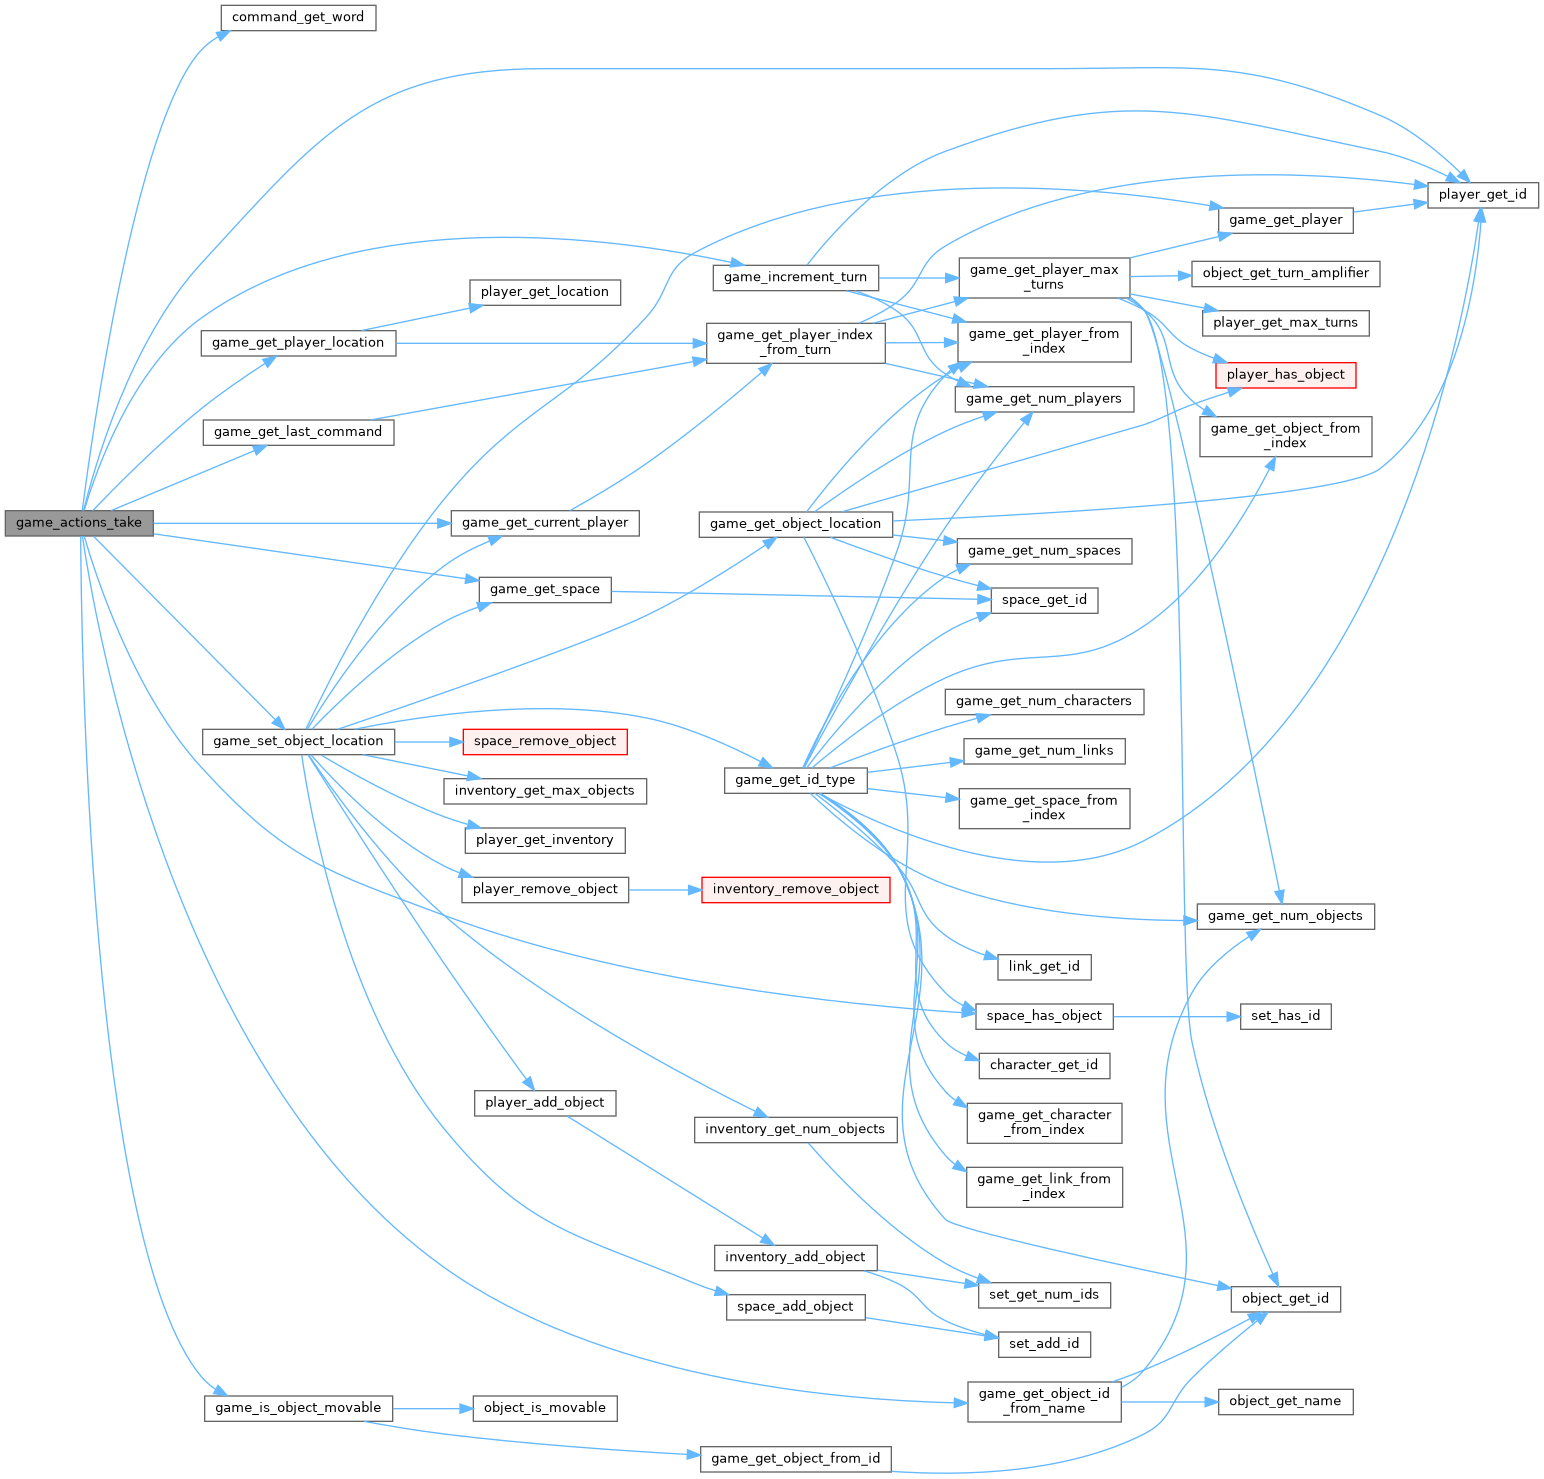 command_get_word
player_get_id
game_get_player
game_increment_turn
game_get_player_max
_turns
object_get_turn_amplifier
player_get_location
player_get_max_turns
game_get_player_location
game_get_player_index
_from_turn
game_get_player_from
_index
player_has_object
game_get_num_players
game_get_last_command
game_get_object_from
_index
game_actions_take
game_get_current_player
game_get_object_location
game_get_num_spaces
game_get_space
space_get_id
game_get_num_characters
game_set_object_location
space_remove_object
game_get_num_links
game_get_id_type
inventory_get_max_objects
game_get_space_from
_index
player_get_inventory
player_remove_object
inventory_remove_object
game_get_num_objects
link_get_id
space_has_object
set_has_id
character_get_id
player_add_object
game_get_character
_from_index
inventory_get_num_objects
game_get_link_from
_index
inventory_add_object
set_get_num_ids
object_get_id
space_add_object
set_add_id
game_is_object_movable
object_is_movable
game_get_object_id
_from_name
object_get_name
game_get_object_from_id